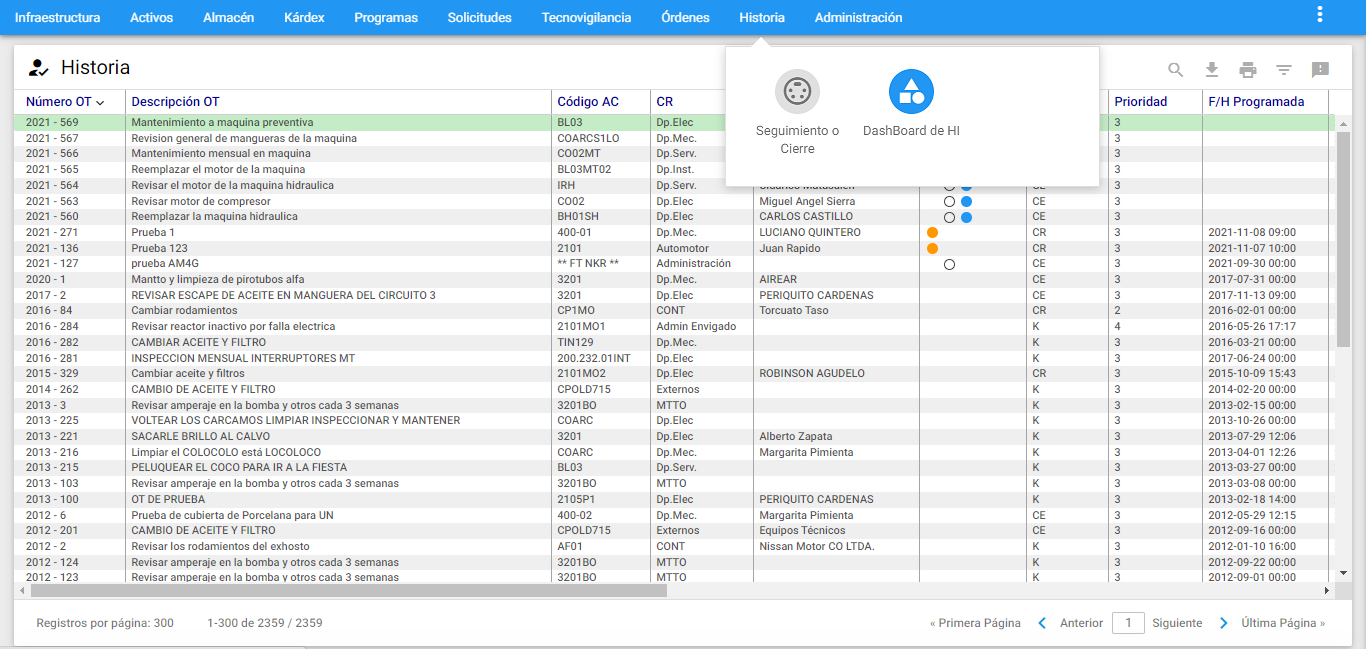 Infraestructura Activos Almacén Kárdex Programas Solicitudes Tecnovigilancia Órdenes Historia Administración
Historia
Seguimiento o
Cierre
DashBoard de HI
Número OT Descripción OT Código AC CR Prioridad F/H Programada
2021 - 569 Mantenimiento a maquina preventiva BL03 Dp.Elec 3
2021 - 567 Revision general de mangueras de la maquina COARCS1LO Dp.Mec. 3
2021 - 566 Mantenimiento mensual en maquina CO02MT Dp.Serv. 3
2021 - 565 Reemplazar el motor de la maquina BL03MT02 Dp.Inst. 3
2021 - 564 Revisar el motor de la maquina hidraulica IRH Dp.Serv. 3
2021 - 563 Revisar motor de compresor CO02 Dp.Elec Miguel Angel Sierra CE 3
2021 - 560 Reemplazar la maquina hidraulica BH01SH Dp.Elec CARLOS CASTILLO CE 3
2021 - 271 Prueba 1 400-01 Dp.Mec. LUCIANO QUINTERO CR 3 2021-11-08 09:00
2021 - 136 Prueba 123 2101 Automotor Juan Rapido CR 3 2021-11-07 10:00
2021 - 127 prueba AM4G ** FT NKR ** Administración CE 3 2021-09-30 00:00
2020 - 1 Mantto y limpieza de pirotubos alfa 3201 Dp.Mec. AIREAR CE 3 2017-07-31 00:00
2017 - 2 REVISAR ESCAPE DE ACEITE EN MANGUERA DEL CIRCUITO 3 3201 Dp.Elec PERIQUITO CARDENAS CE 3 2017-11-13 09:00
2016 - 84 Cambiar rodamientos CP1MO CONT Torcuato Taso CR 2 2016-02-01 00:00
2016 - 284 Revisar reactor inactivo por falla electrica 2101MO1 Admin Envigado K 4 2016-05-26 17:17
2016 - 282 CAMBIAR ACEITE Y FILTRO TIN129 Dp.Mec. K 3 2016-03-21 00:00
2016 - 281 INSPECCION MENSUAL INTERRUPTORES MT 200.232.01INT Dp.Elec K 3 2017-06-24 00:00
2015 - 329 Cambiar aceite y filtros 2101MO2 Dp.Elec ROBINSON AGUDELO CR 3 2015-10-09 15:43
2014 - 262 CAMBIO DE ACEITE Y FILTRO CPOLD715 Externos K 3 2014-02-20 00:00
2013 - 3 Revisar amperaje en la bomba y otros cada 3 semanas 3201BO MTTO K 3 2013-02-15 00:00
2013 - 225 VOLTEAR LOS CARCAMOS LIMPIAR INSPECCIONAR Y MANTENER COARC Dp.Elec K 3 2013-10-26 00:00
2013 - 221 SACARLE BRILLO AL CALVO 3201 Dp.Elec Alberto Zapata K 3 2013-07-29 12:06
2013 - 216 Limpiar el COLOCOLO está LOCOLOCO COARC Dp.Mec. Margarita Pimienta K 3 2013-04-01 12:26
2013 - 215 PELUQUEAR EL COCO PARA IR A LA FIESTA BL03 Dp.Serv. K 3 2013-03-27 00:00
2013 - 103 Revisar amperaje en la bomba y otros cada 3 semanas 3201BO MTTO K 3 2013-03-08 00:00
2013 - 100 OT DE PRUEBA 2105P1 Dp.Elec PERIQUITO CARDENAS K 3 2013-02-18 14:00
2012 - 6 Prueba de cubierta de Porcelana para UN 400-02 Dp.Mec. Margarita Pimienta CE 3 2012-05-29 12:15
2012 - 201 CAMBIO DE ACEITE Y FILTRO CPOLD715 Externos Equipos Técnicos CE 3 2012-09-16 00:00
2012 - 2 Revisar los rodamientos del exhosto AF01 CONT Nissan Motor CO LTDA. K 3 2012-01-10 16:00
2012 - 124 Revisar amperaje en la bomba y otros cada 3 semanas 3201BO MTTO K 3 2012-09-22 00:00
2012 - 123 Revisar amperaje en la bomba y otros cada 3 semanas 3201BO MTTO K 3 2012-09-01 00:00
Registros por página: 300 1-300 de 2359 / 2359 « Primera Página Anterior 1 Siguiente Última Página »